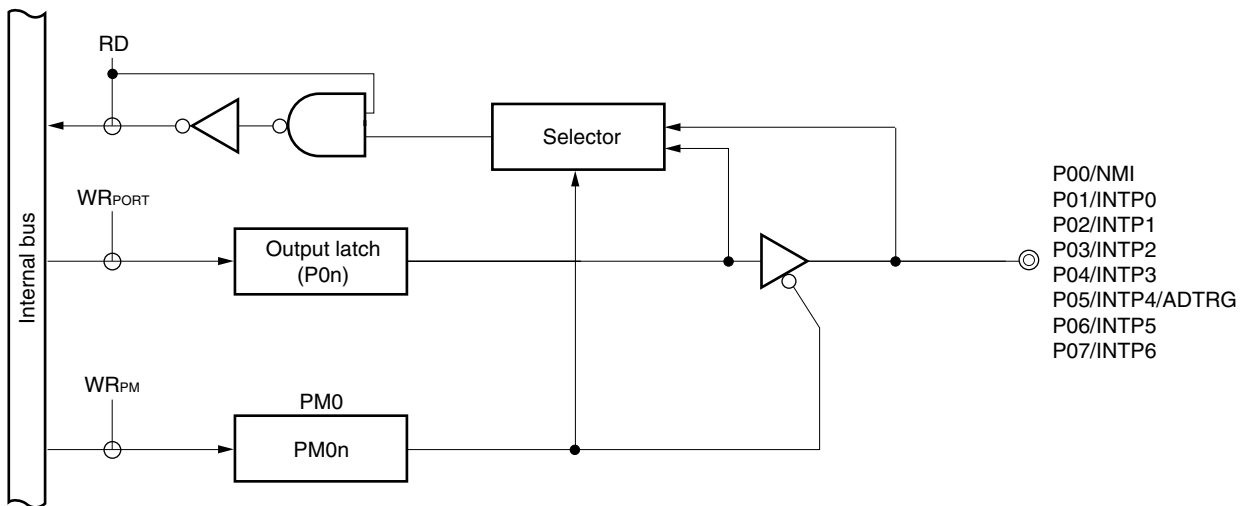 RD
Selector
WRPORT
Output latch
(P0n)
WRPM
PM0
PM0n
Internal bus
P00/NMI
P01/INTP0
P02/INTP1
P03/INTP2
P04/INTP3
P05/INTP4/ADTRG
P06/INTP5
P07/INTP6